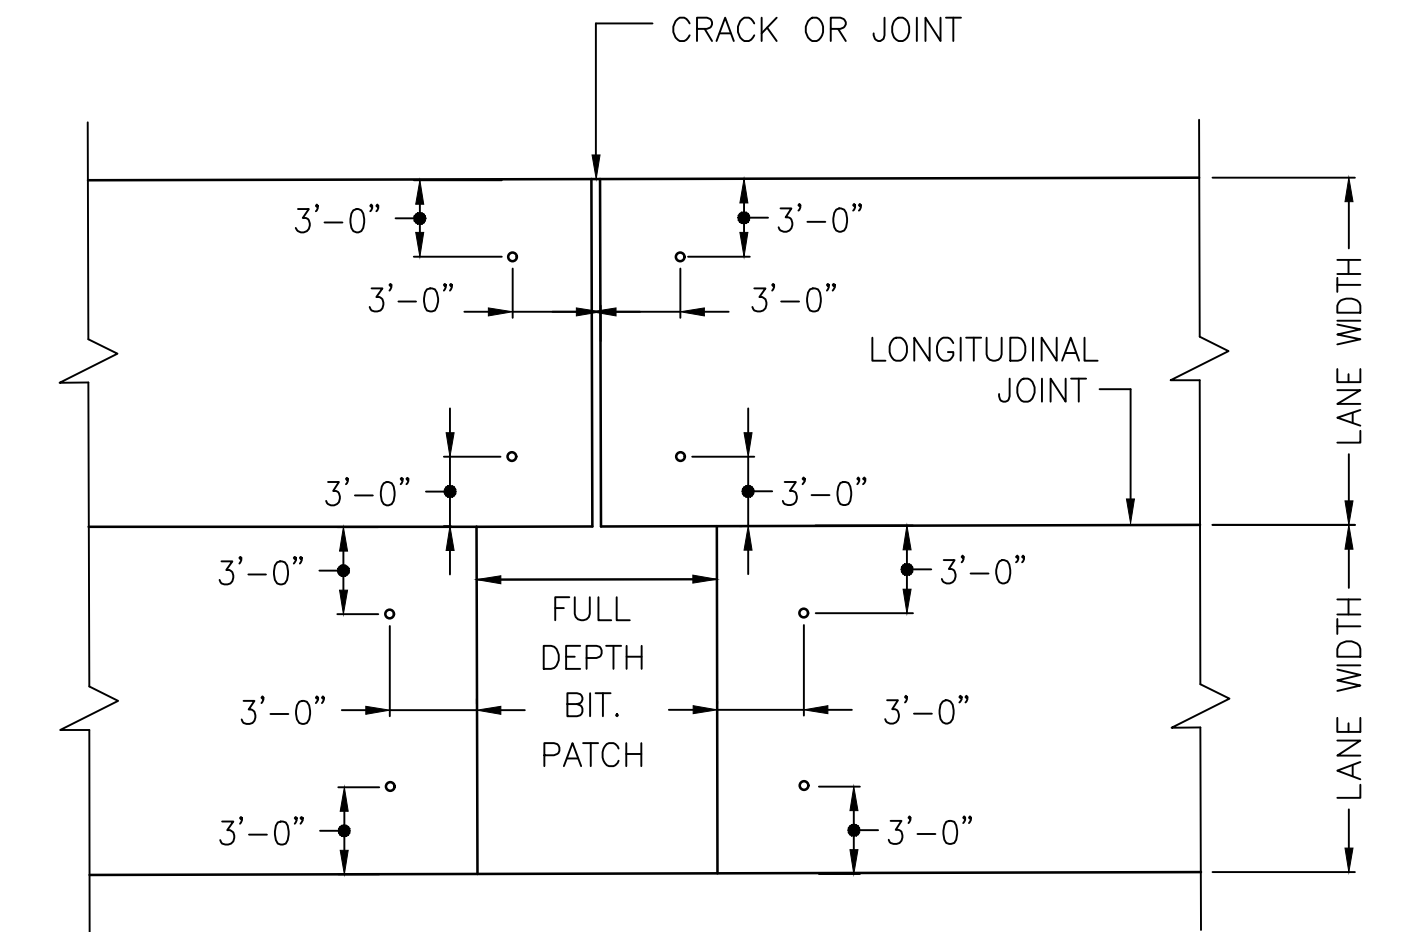 CRACK OR JOINT
3'-0" 3'-0"
3'-0" 3'-0"
LONGITUDINAL
JOINT
3'-0" 3'-0"
LANE WIDTH
3'-0" 3'-0"
FULL
DEPTH
BIT.
PATCH
3'-0" 3'-0"
3'-0" 3'-0"
LANE WIDTH